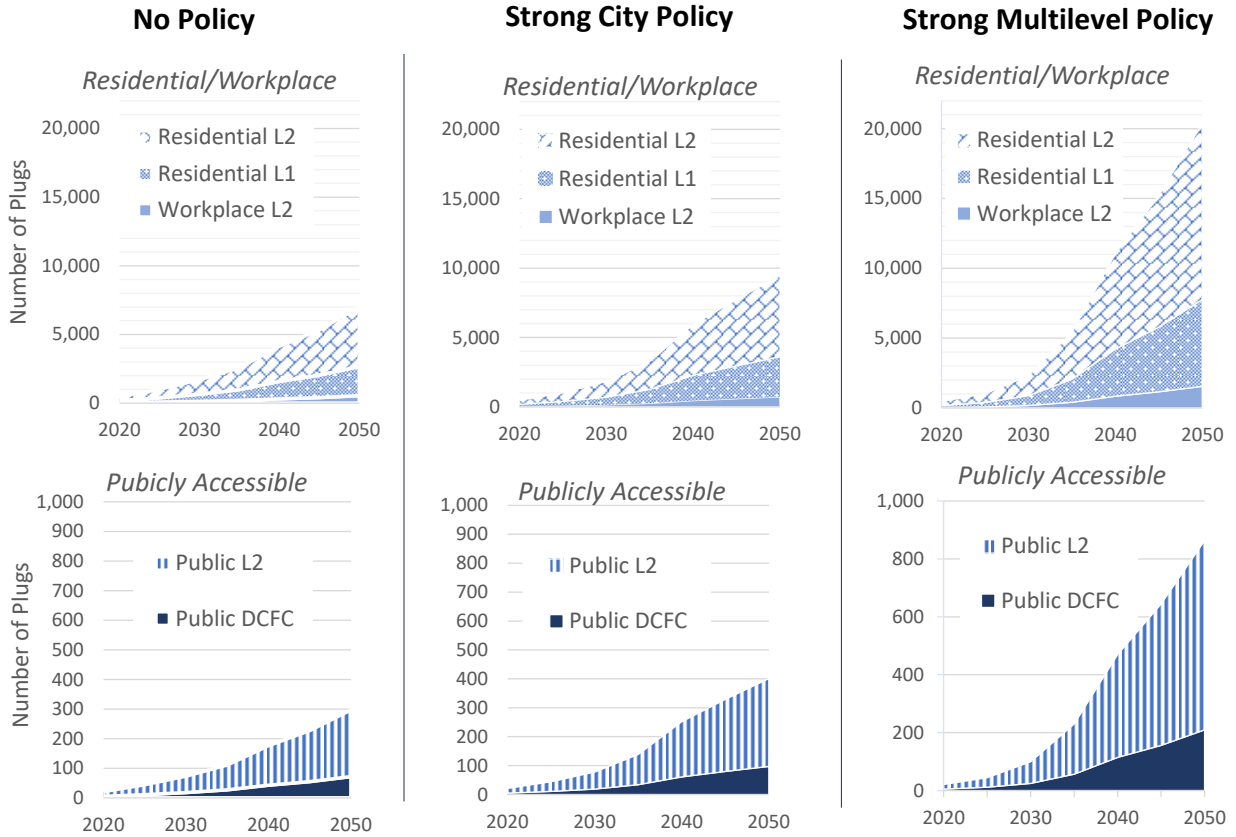 No Policy
Residential/Workplace
Number of Plugs
20,000
15,000
10,000
5,000
0
Residential L2
Residential L1
Workplace L2
2020 2030 2040 2050
Pubicly Accessible
Number of Plugs
1,000
900
800
700
600
500
400
300
200
100
0
Public L2
Public DCFC
2020 2030 2040 2050
Strong City Policy
Residential/Workplace
20,000
15,000
10,000
5,000
0
Residential L2
Residential L1
Workplace L2
2020 2030 2040 2050
Publicly Accessible
1,000
900
800
700
600
500
400
300
200
100
0
Public L2
Public DCFC
2020 2030 2040 2050
Strong Multilevel Policy
Residential/Workplace
20,000
15,000
10,000
5,000
0
Residential L2
Residential L1
Workplace L2
2020 2030 2040 2050
Publicly Accessible
1,000
800
600
400
200
0
Public L2
Public DCFC
2020 2030 2040 2050